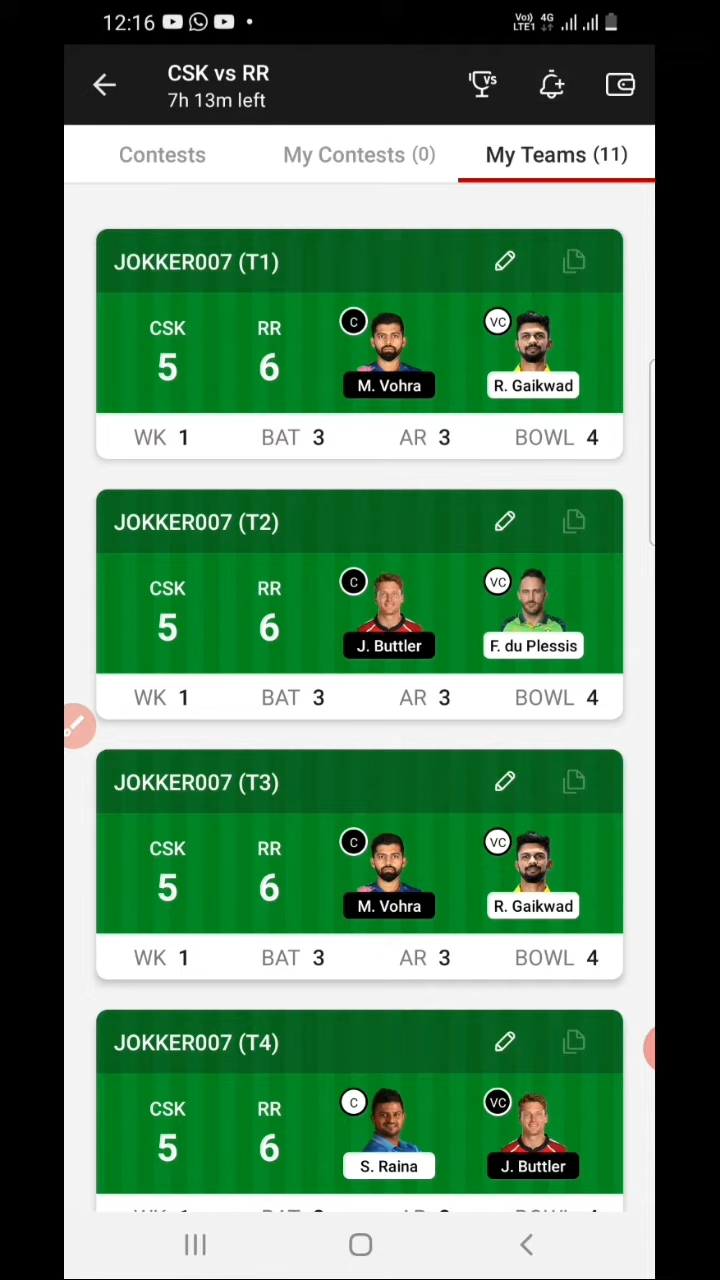 12:16
Vo)) 4G
LTE1
CSK vs RR
7h 13m left
VS
Contests
My Contests (0)
My Teams (11)
JOKKER007 (T1)
CSK
RR
5
6
C
M. Vohra
VC
R. Gaikwad
WK 1
BAT 3
AR 3
BOWL 4
JOKKER007 (T2)
CSK
RR
5
6
C
J. Buttler
VC
F. du Plessis
WK 1
BAT 3
AR 3
BOWL 4
JOKKER007 (T3)
CSK
RR
5
6
C
M. Vohra
VC
R. Gaikwad
WK 1
BAT 3
AR 3
BOWL 4
JOKKER007 (T4)
CSK
RR
5
6
C
S. Raina
VC
J. Buttler